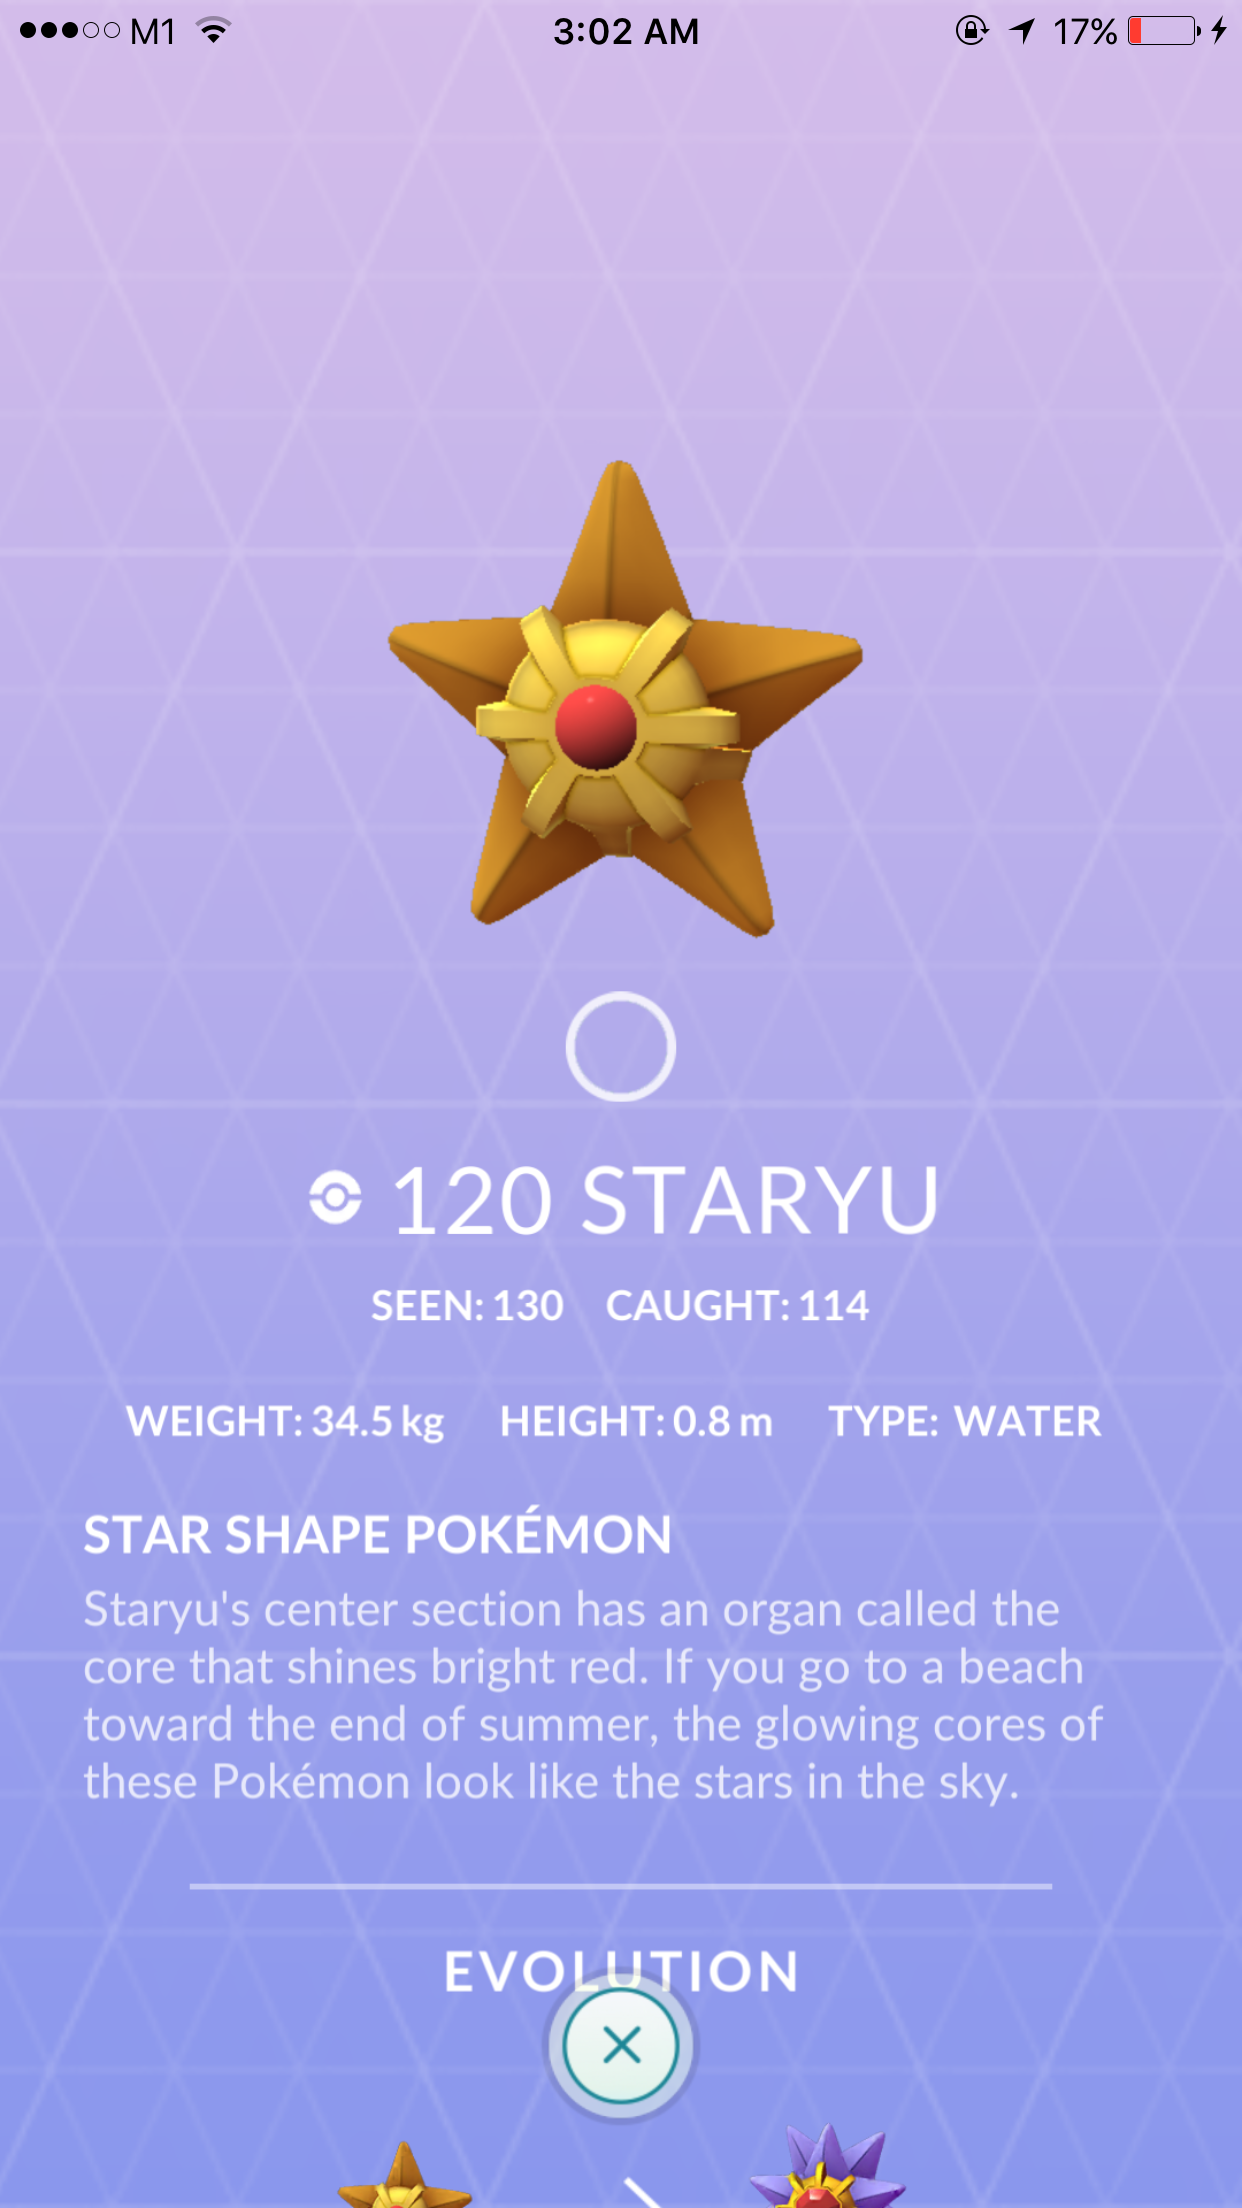 M1 3:02 AM 17%
120 STARYU
SEEN: 130 CAUGHT: 114
WEIGHT: 34.5 kg HEIGHT: 0.8 m TYPE: WATER
STAR SHAPE POKÉMON
Staryu's center section has an organ called the
core that shines bright red. If you go to a beach
toward the end of summer, the glowing cores of
these Pokémon look like the stars in the sky.
EVOLUTION